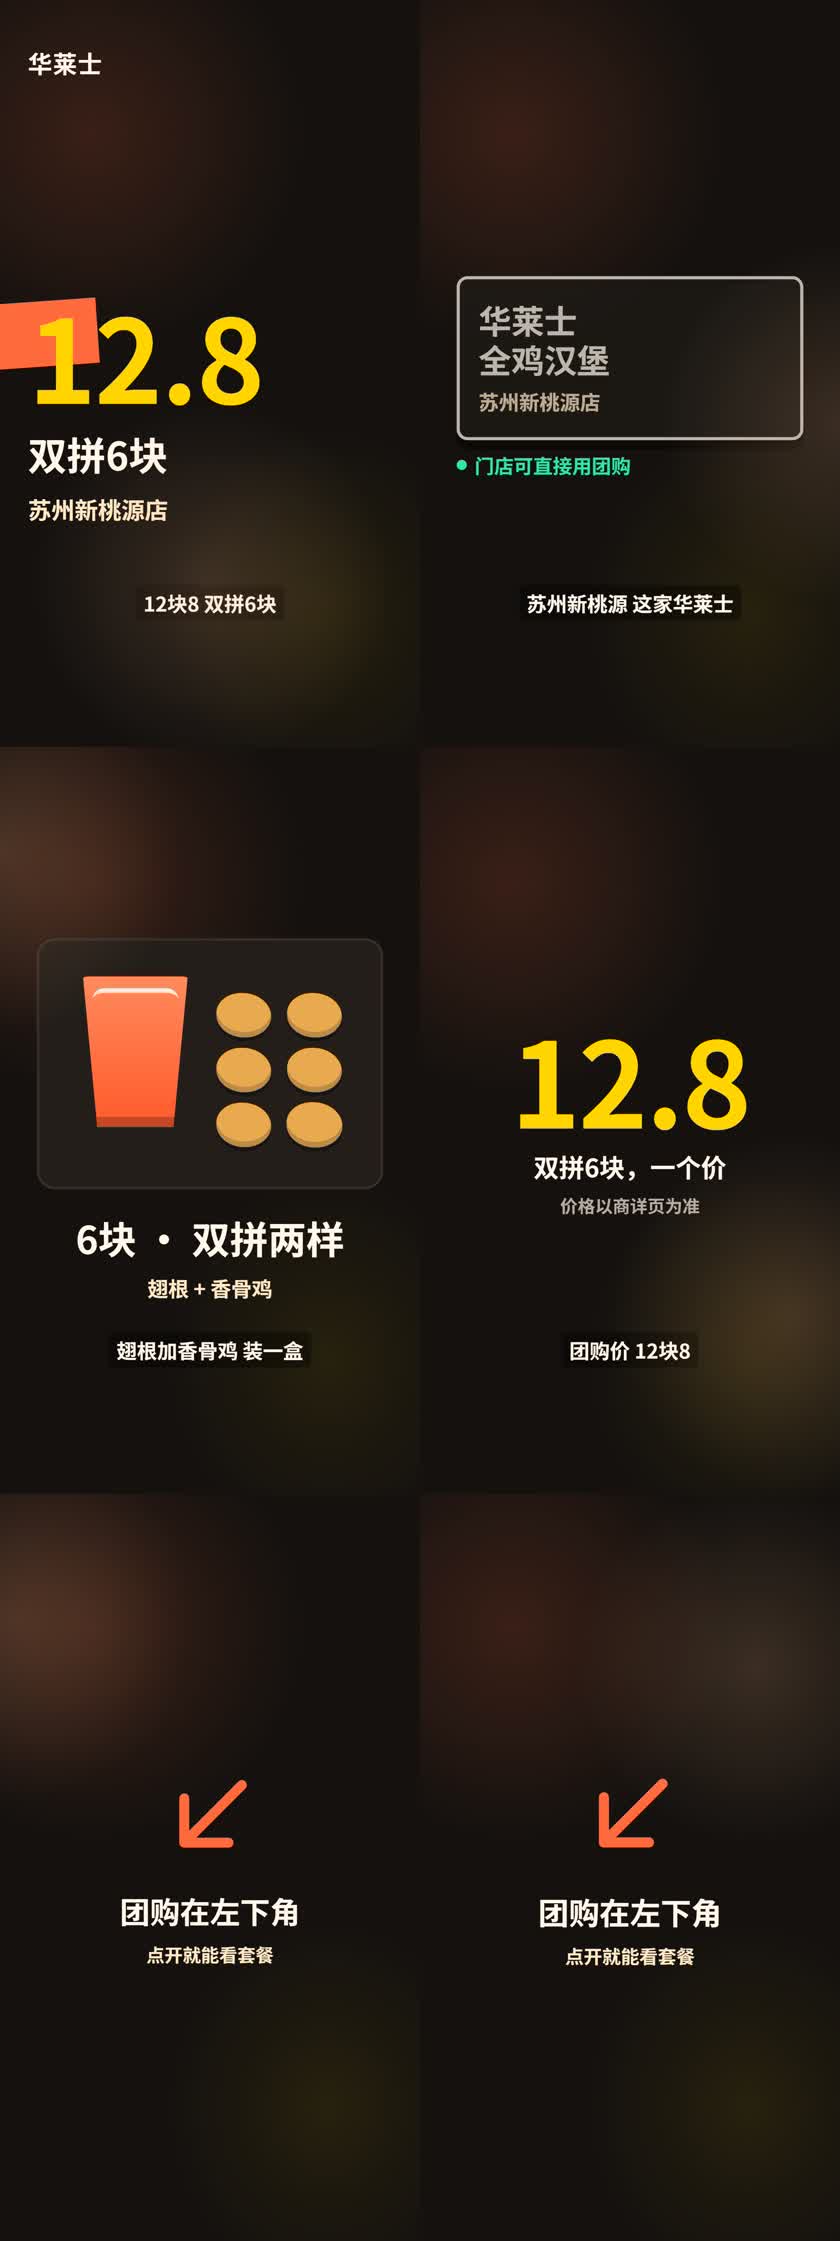 华莱士
12.8
双拼6块
苏州新桃源店
12块8 双拼6块
华莱士
全鸡汉堡
苏州新桃源店
门店可直接用团购
苏州新桃源 这家华莱士
6块 · 双拼两样
翅根 + 香骨鸡
翅根加香骨鸡 装一盒
12.8
双拼6块，一个价
价格以商详页为准
团购价 12块8
团购在左下角
点开就能看套餐
团购在左下角
点开就能看套餐